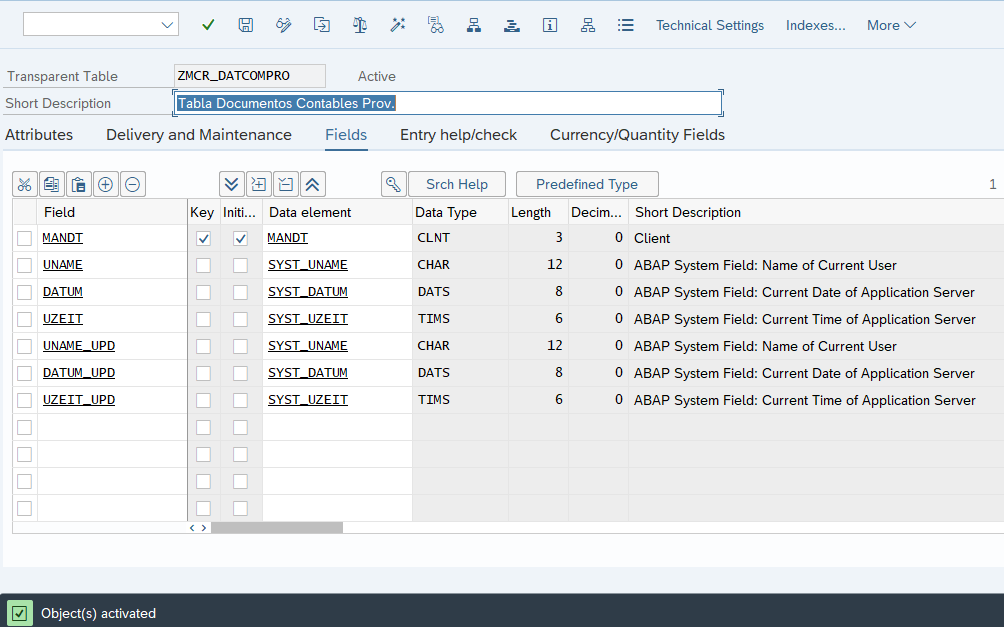 Technical Settings Indexes... More
Transparent Table ZMCR_DATCOMPRO Active
Short Description Tabla Documentos Contables Prov.
Attributes Delivery and Maintenance Fields Entry help/check Currency/Quantity Fields
Srch Help Predefined Type 1
Field Key Initi... Data element Data Type Length Decim... Short Description
MANDT MANDT CLNT 3 0 Client
UNAME SYST_UNAME CHAR 12 0 ABAP System Field: Name of Current User
DATUM SYST_DATUM DATS 8 0 ABAP System Field: Current Date of Application Server
UZEIT SYST_UZEIT TIMS 6 0 ABAP System Field: Current Time of Application Server
UNAME_UPD SYST_UNAME CHAR 12 0 ABAP System Field: Name of Current User
DATUM_UPD SYST_DATUM DATS 8 0 ABAP System Field: Current Date of Application Server
UZEIT_UPD SYST_UZEIT TIMS 6 0 ABAP System Field: Current Time of Application Server
Object(s) activated